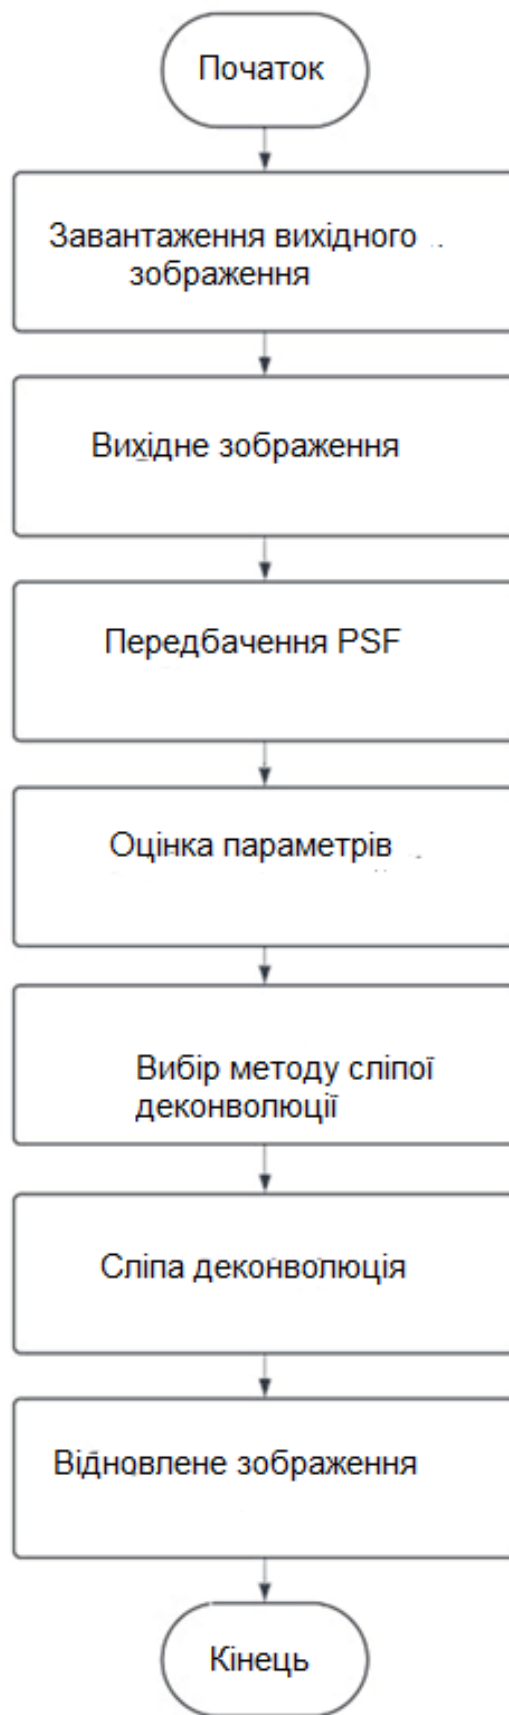 Початок
Завантаження вихідного
зображення
Вихідне зображення
Передбачення PSF
Оцінка параметрів
Вибір методу сліпої
деконволюції
Сліпа деконволюція
Відновлене зображення
Кінець